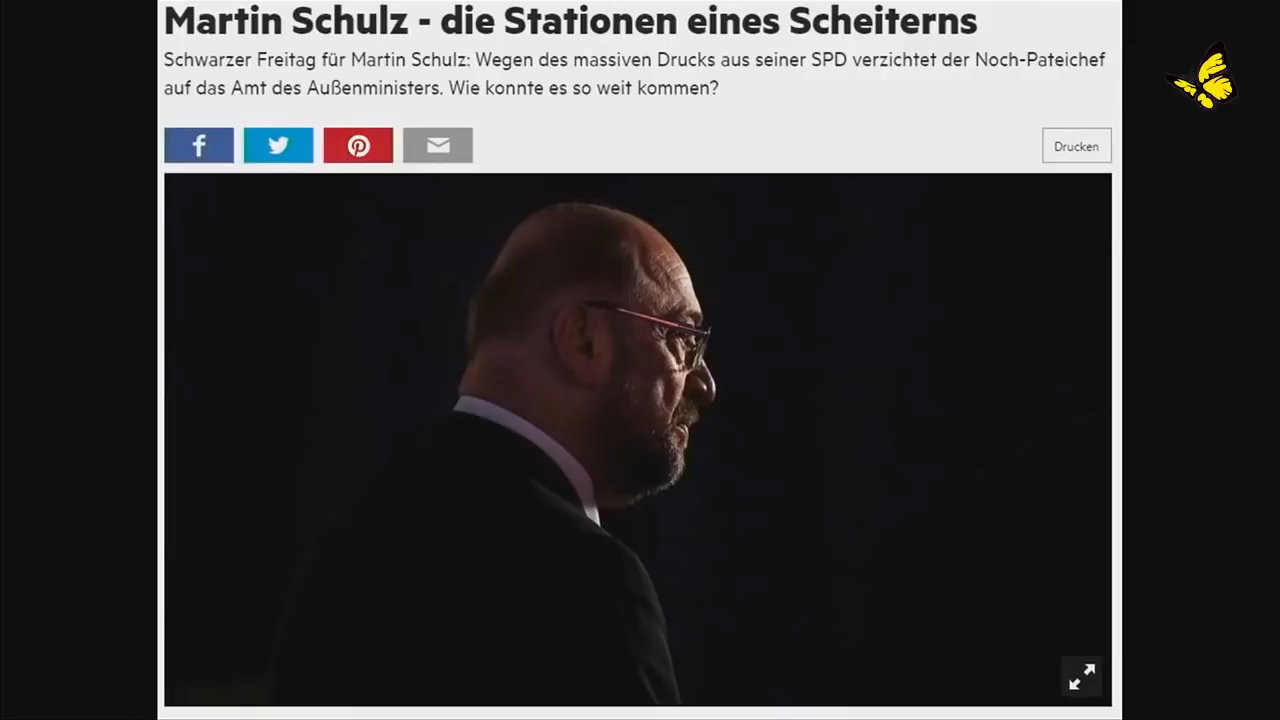 Martin Schulz - die Stationen eines Scheiterns
Schwarzer Freitag für Martin Schulz: Wegen des massiven Drucks aus seiner SPD verzichtet der Noch-Pateichef
auf das Amt des Außenministers. Wie konnte es so weit kommen?
Drucken